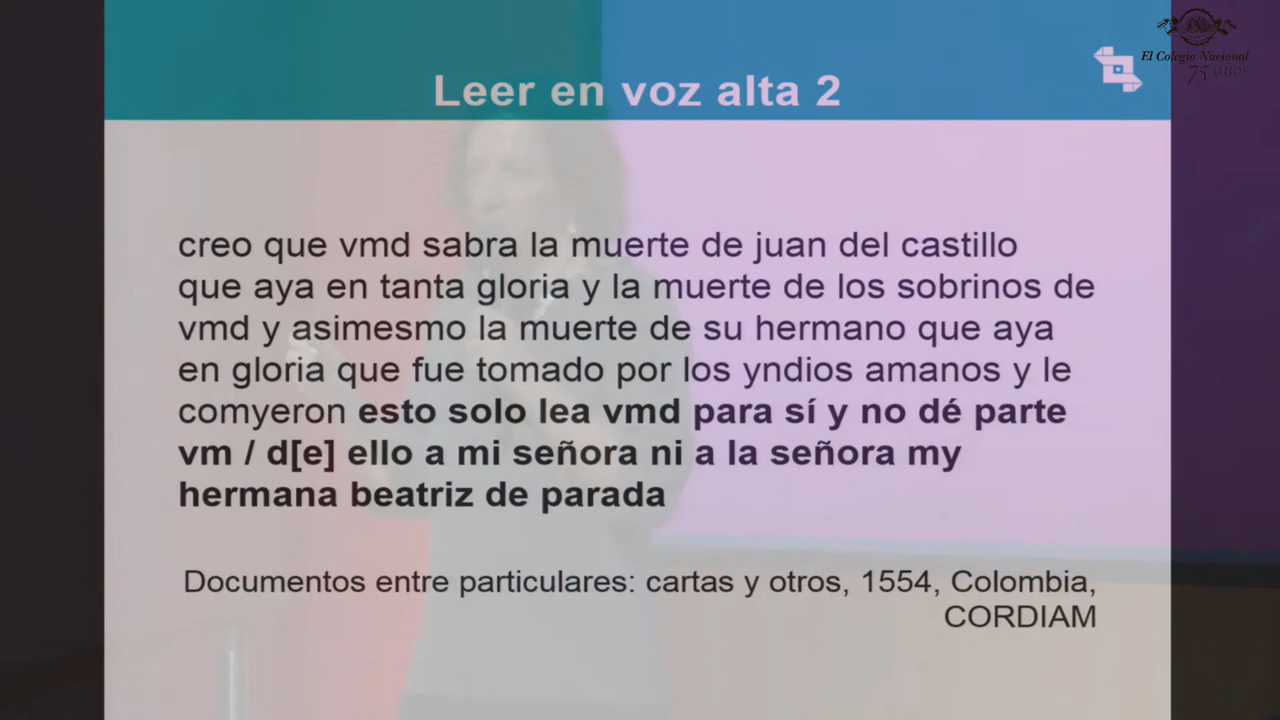 El Colegio Nacional
75 años
Leer en voz alta 2
creo que vmd sabra la muerte de juan del castillo
que aya en tanta gloria y la muerte de los sobrinos de
vmd y asimesmo la muerte de su hermano que aya
en gloria que fue tomado por los yndios amanos y le
comyeron esto solo lea vmd para sí y no dé parte
vm / d[e] ello a mi señora ni a la señora my
hermana beatriz de parada
Documentos entre particulares: cartas y otros, 1554, Colombia,
CORDIAM